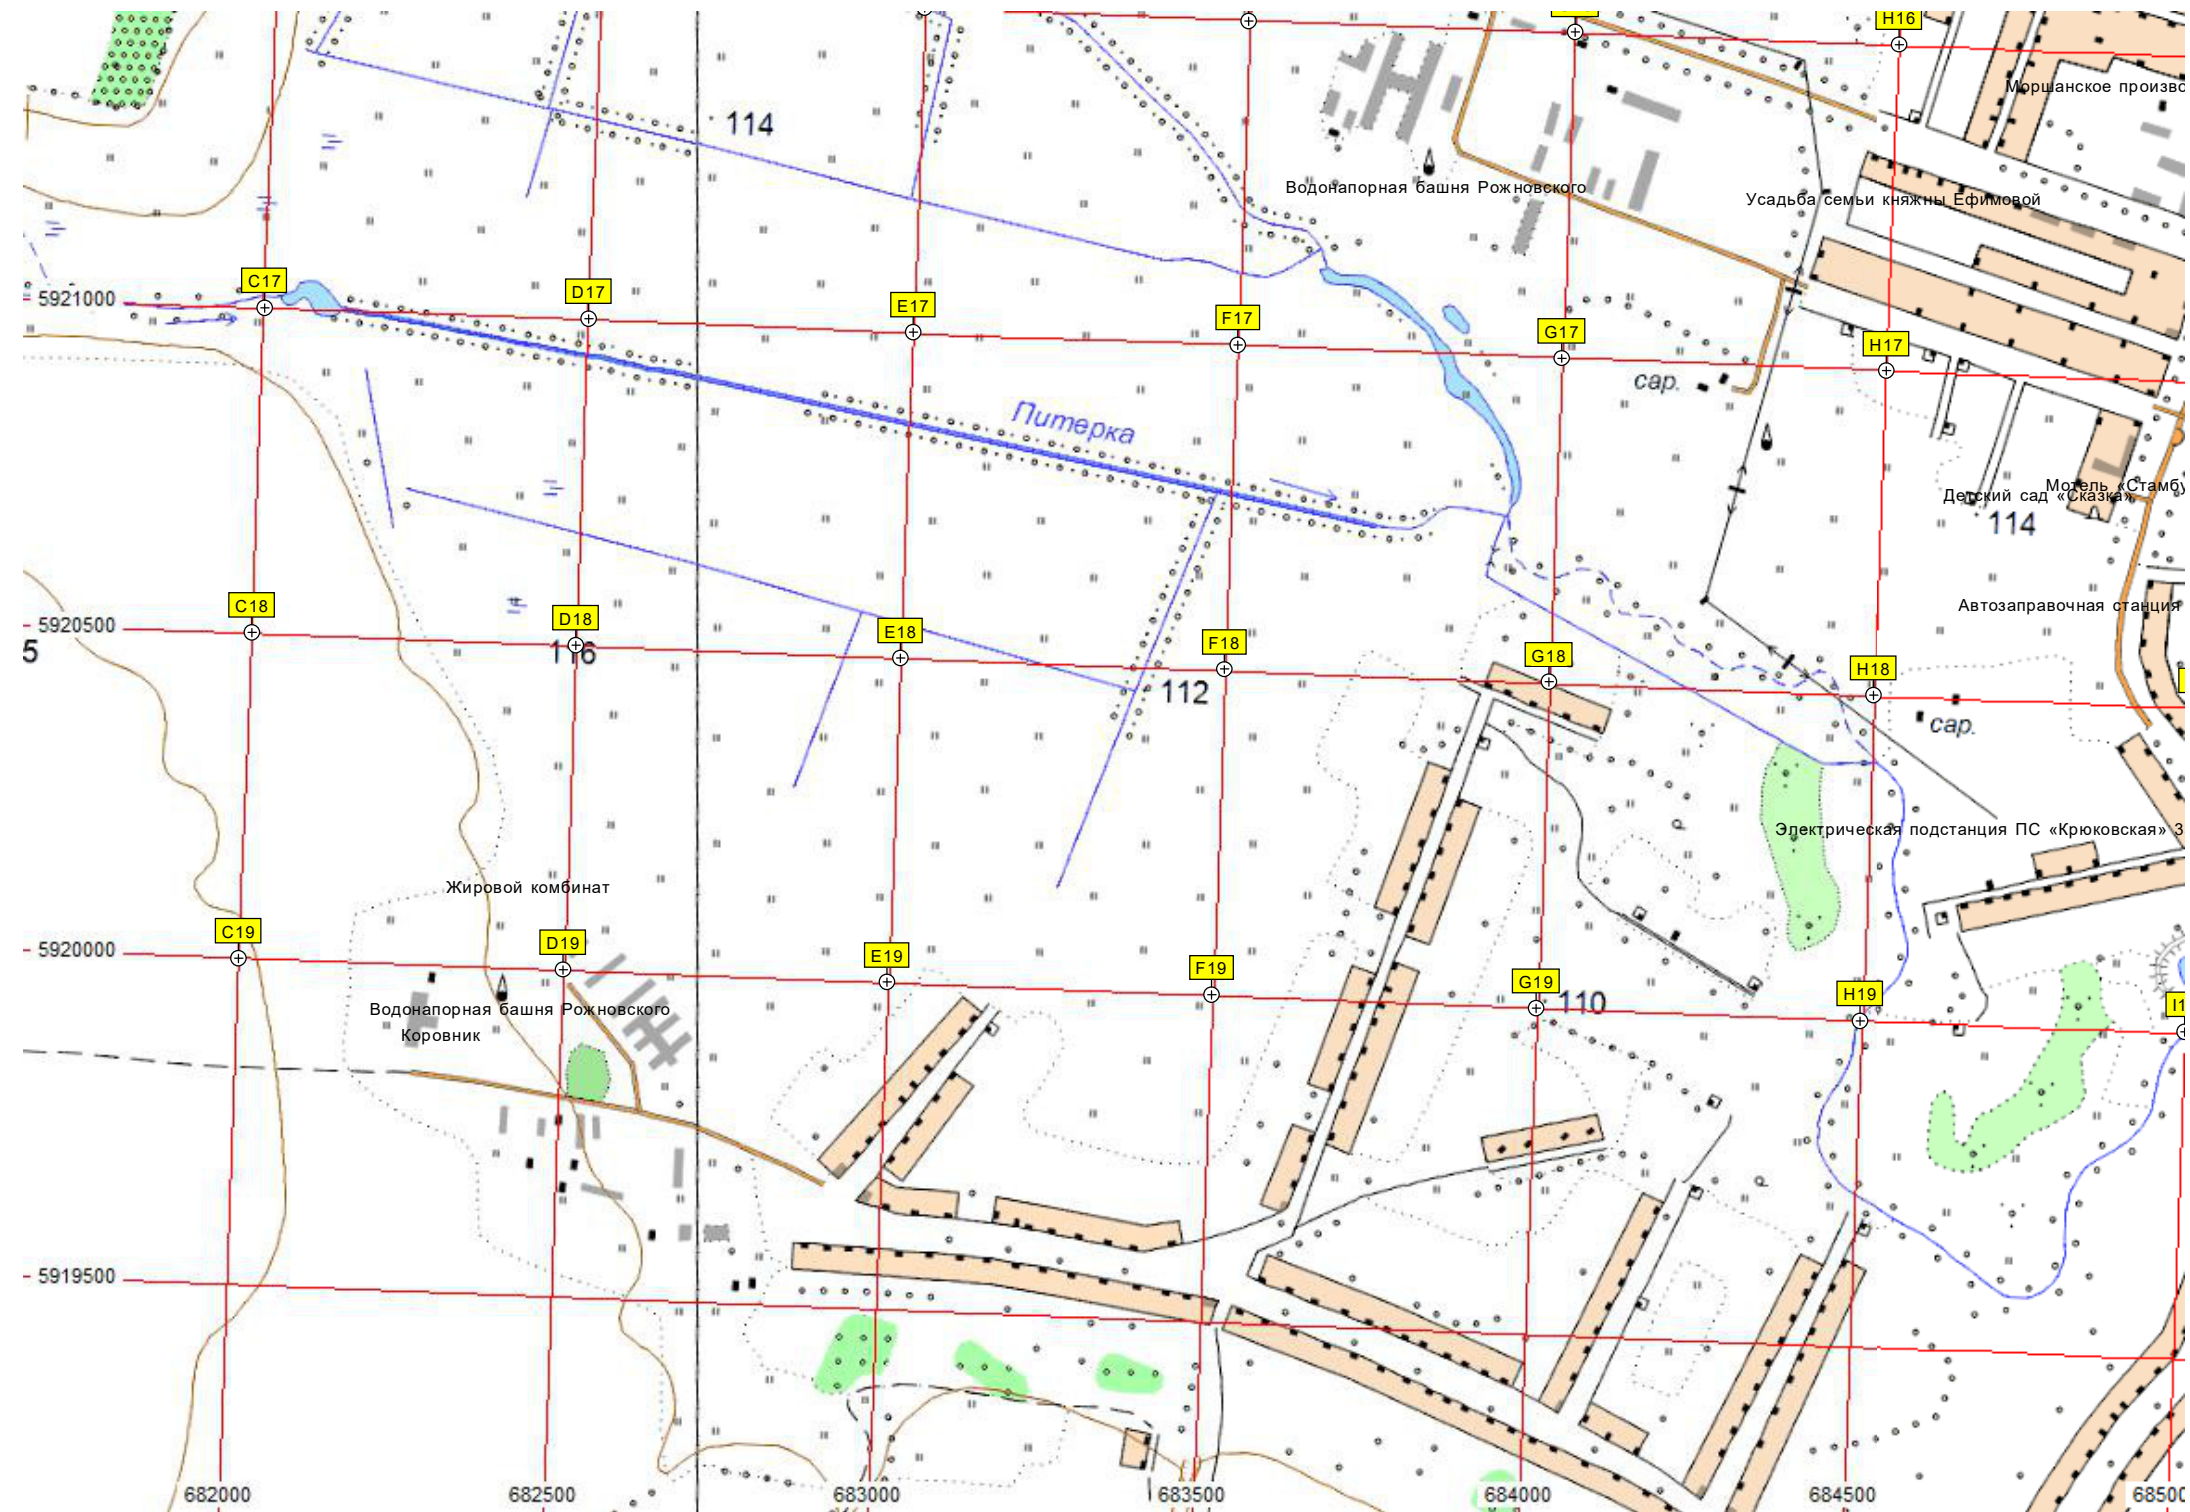 H16
Моршанское произво
114
Водонапорная башня Рожновского
Усадьба семьи княжны Ефимовой
C17
D17
E17
F17
G17
H17
5921000
сар.
Питерка
Мотель «Стамбу
Детский сад «Сказка»
114
C18
D18
E18
F18
G18
H18
Автозаправочная станция
5920500
5
116
112
сар.
Электрическая подстанция ПС «Крюковская» 3
Жировой комбинат
C19
D19
E19
F19
G19
H19
I1
5920000
110
Водонапорная башня Рожновского
Коровник
5919500
682000
682500
683000
683500
684000
684500
68500